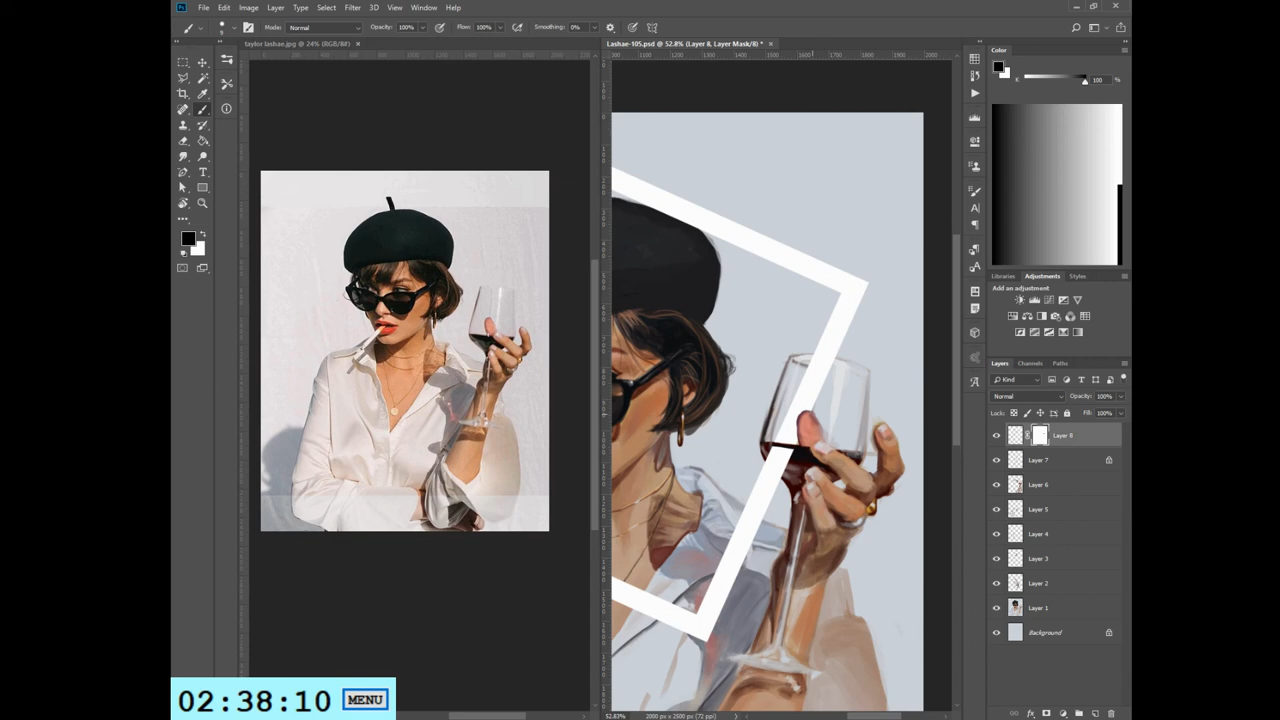 Ps File Edit Image Layer Type Select Filter 3D View Window Help
Mode: Normal Opacity: 100% Flow: 100% Smoothing: 0%
taylor lashae.jpg @ 24% (RGB/8#) ×
Lashae-105.psd @ 52.8% (Layer 8, Layer Mask/8) * ×
Color
K 100 %
Libraries Adjustments Styles
Add an adjustment
Layers Channels Paths
Kind
Normal Opacity: 100%
Lock: Fill: 100%
Layer 8
Layer 7
Layer 6
Layer 5
Layer 4
Layer 3
Layer 2
Layer 1
Background
02:38:10 MENU
52.83% 2000 px x 2500 px (72 ppi)